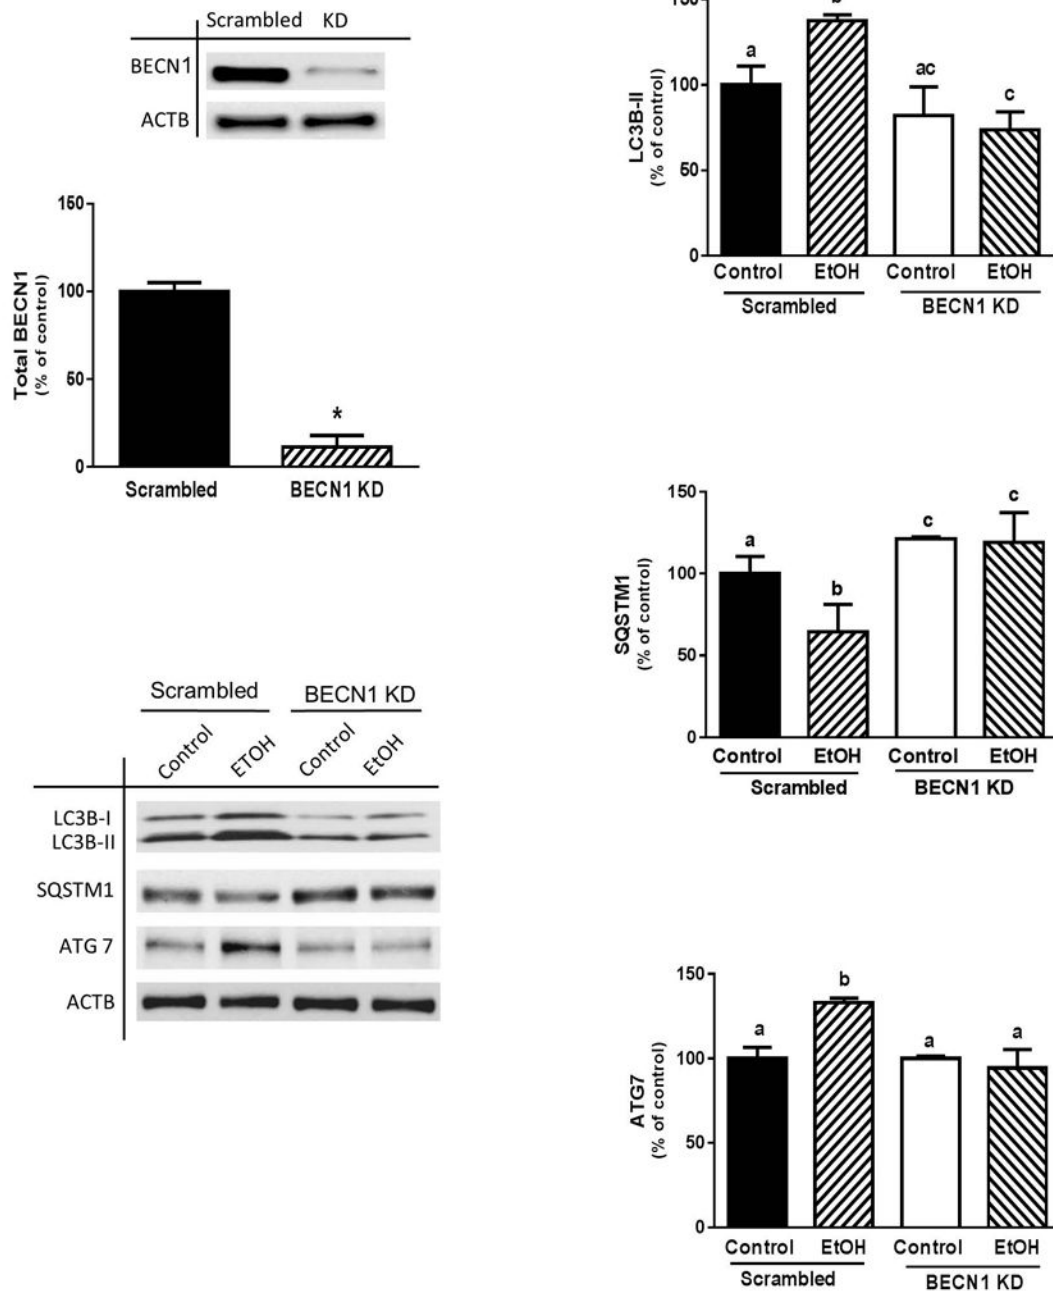 Scrambled KD
BECN1
ACTB
150
100
50
0
Total BECN1
(% of control)
*
Scrambled BECN1 KD
Scrambled BECN1 KD
Control ETOH Control EtOH
LC3B-I
LC3B-II
SQSTM1
ATG 7
ACTB
150
100
50
0
LC3B-II
(% of control)
a b ac c
Control EtOH Control EtOH
Scrambled BECN1 KD
150
100
50
0
SQSTM1
(% of control)
a b c c
Control EtOH Control EtOH
Scrambled BECN1 KD
150
100
50
0
ATG7
(% of control)
a b a a
Control EtOH Control EtOH
Scrambled BECN1 KD